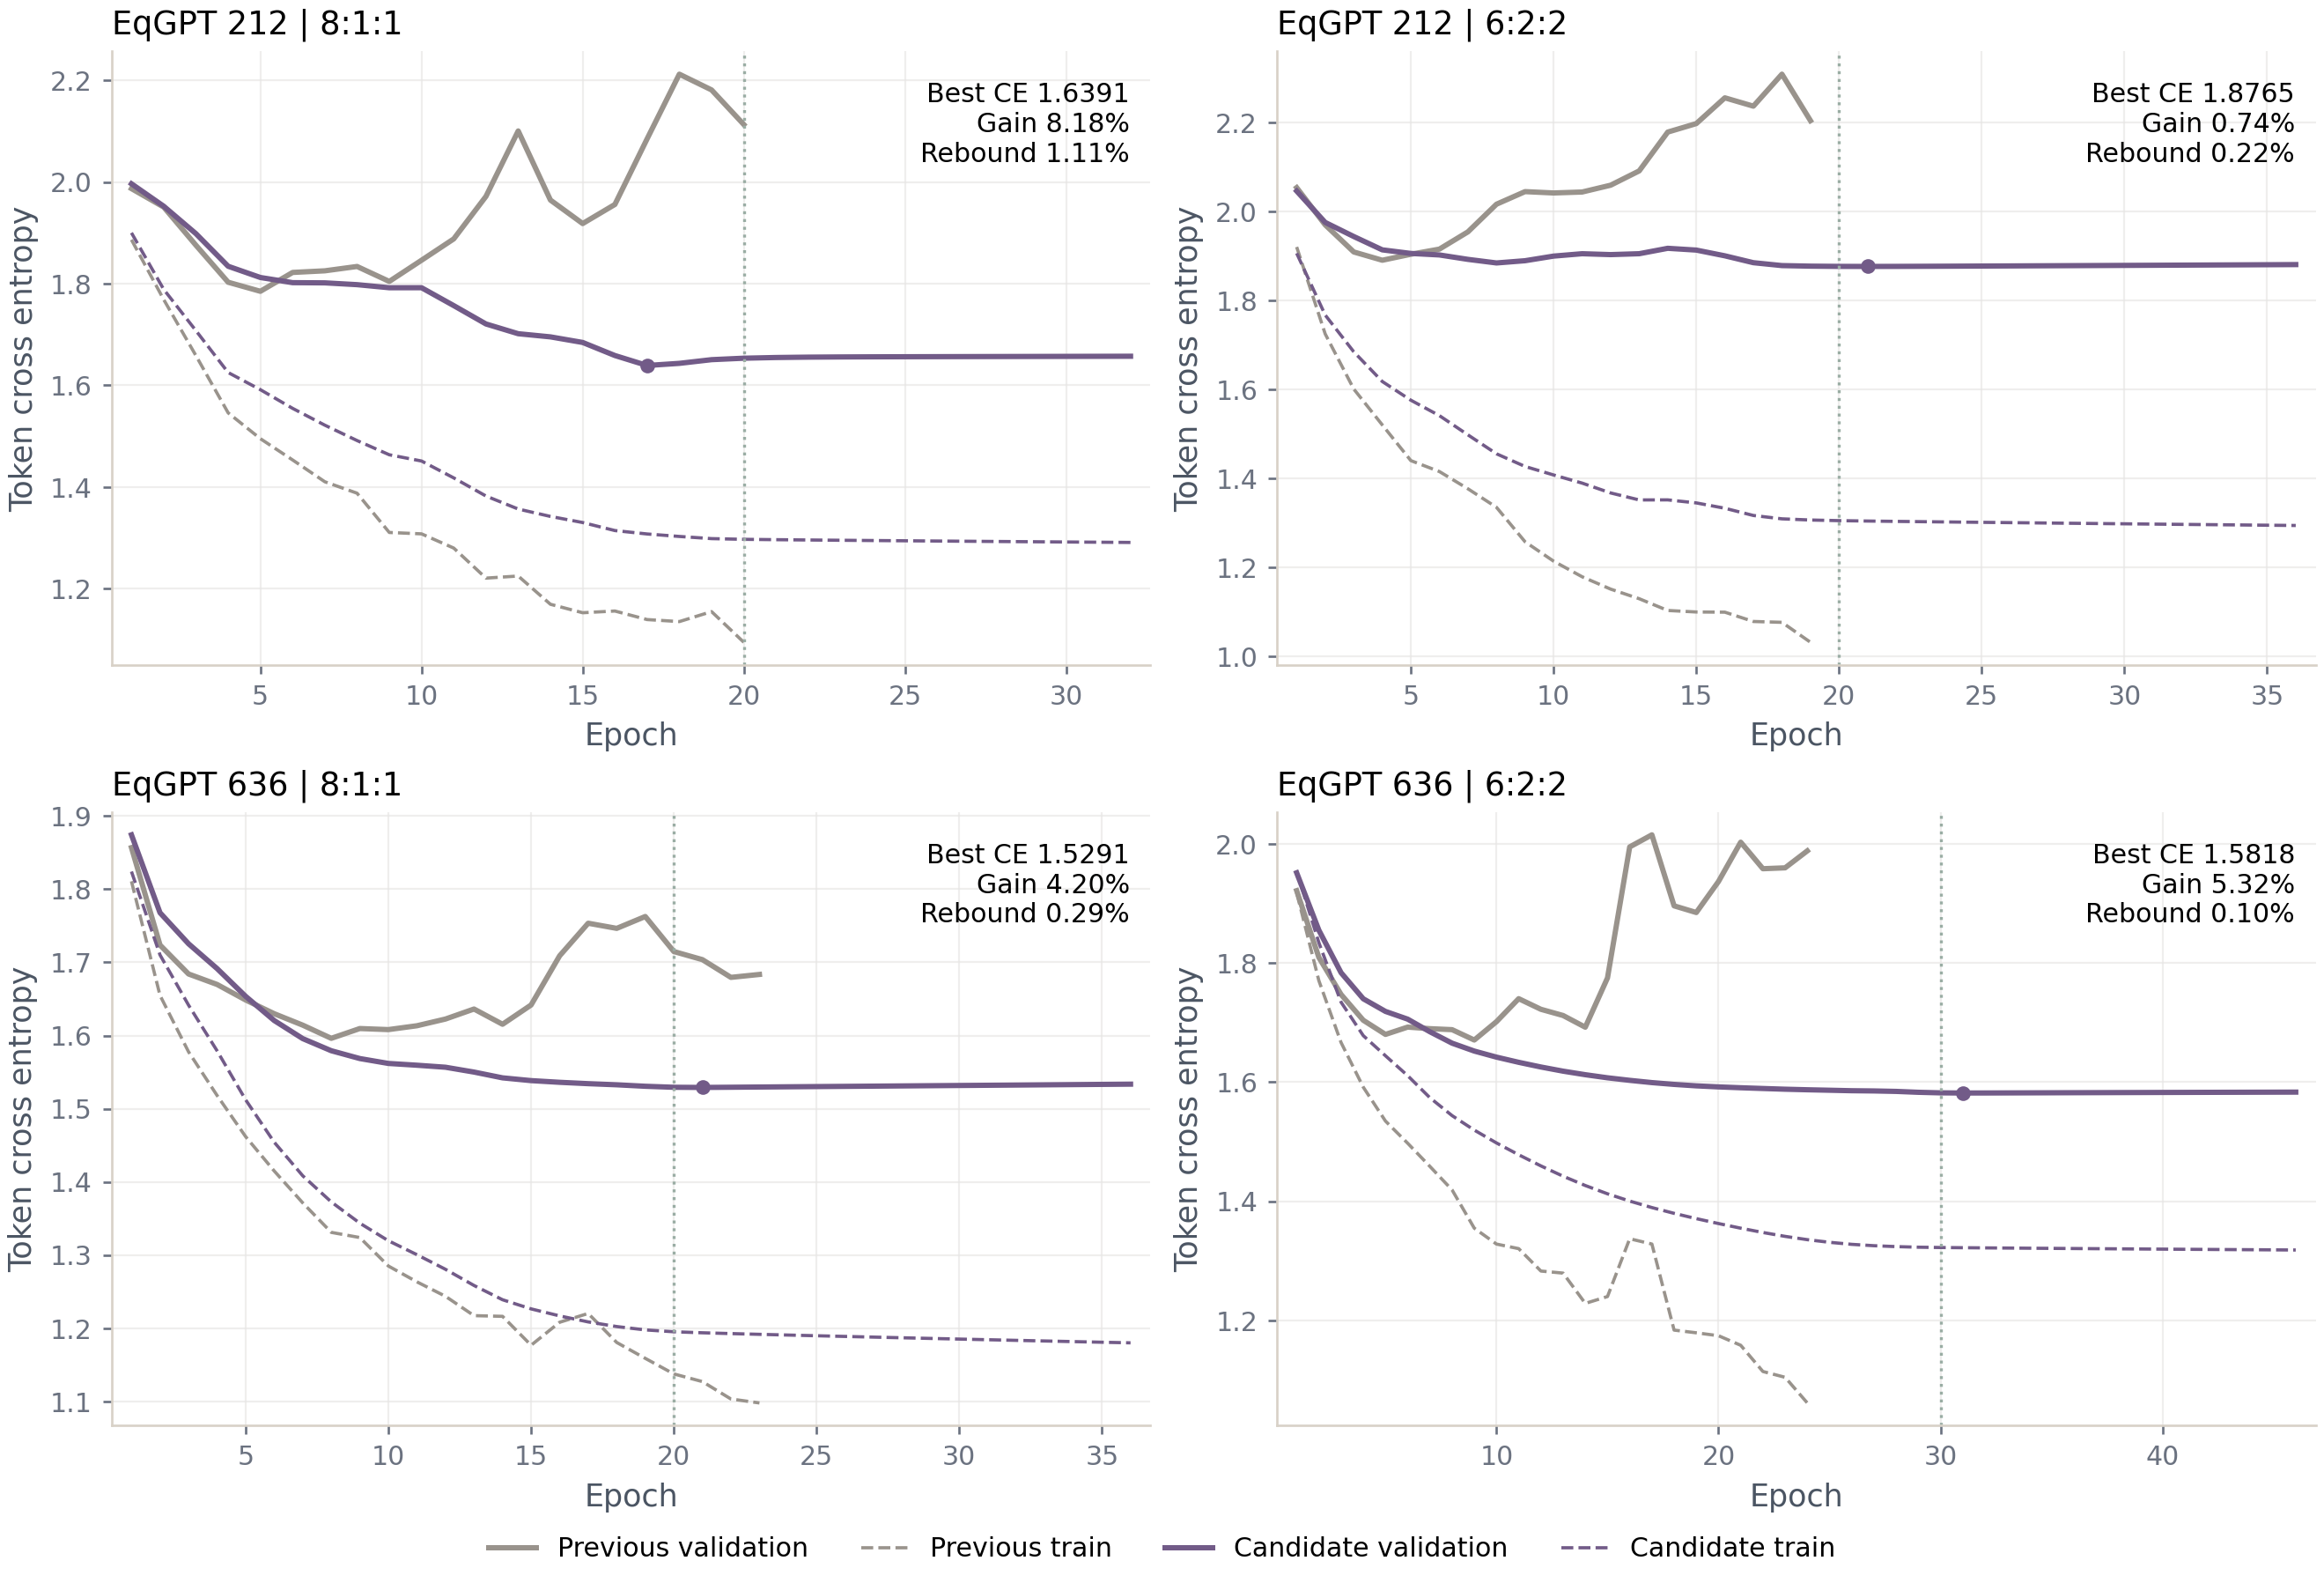 EqGPT 212 | 8:1:1
2.2
2.0
1.8
1.6
1.4
1.2
Token cross entropy
Best CE 1.6391
Gain 8.18%
Rebound 1.11%
5 10 15 20 25 30
Epoch
EqGPT 212 | 6:2:2
2.2
2.0
1.8
1.6
1.4
1.2
1.0
Token cross entropy
Best CE 1.8765
Gain 0.74%
Rebound 0.22%
5 10 15 20 25 30 35
Epoch
EqGPT 636 | 8:1:1
1.9
1.8
1.7
1.6
1.5
1.4
1.3
1.2
1.1
Token cross entropy
Best CE 1.5291
Gain 4.20%
Rebound 0.29%
5 10 15 20 25 30 35
Epoch
EqGPT 636 | 6:2:2
2.0
1.8
1.6
1.4
1.2
Token cross entropy
Best CE 1.5818
Gain 5.32%
Rebound 0.10%
10 20 30 40
Epoch
Previous validation Previous train Candidate validation Candidate train